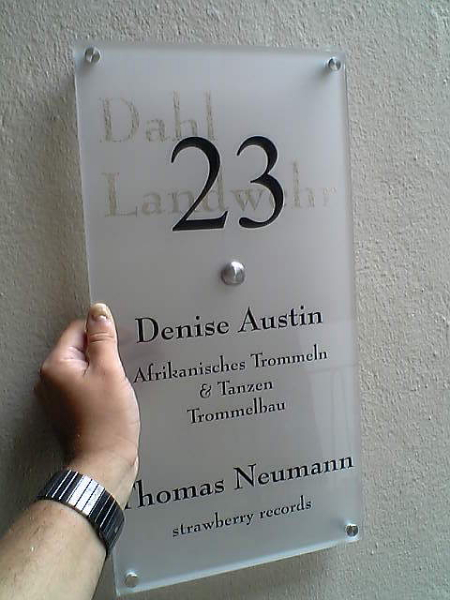 Dahl
23
Landwehr
Denise Austin
Afrikanisches Trommeln
& Tanzen
Trommelbau
Thomas Neumann
strawberry records